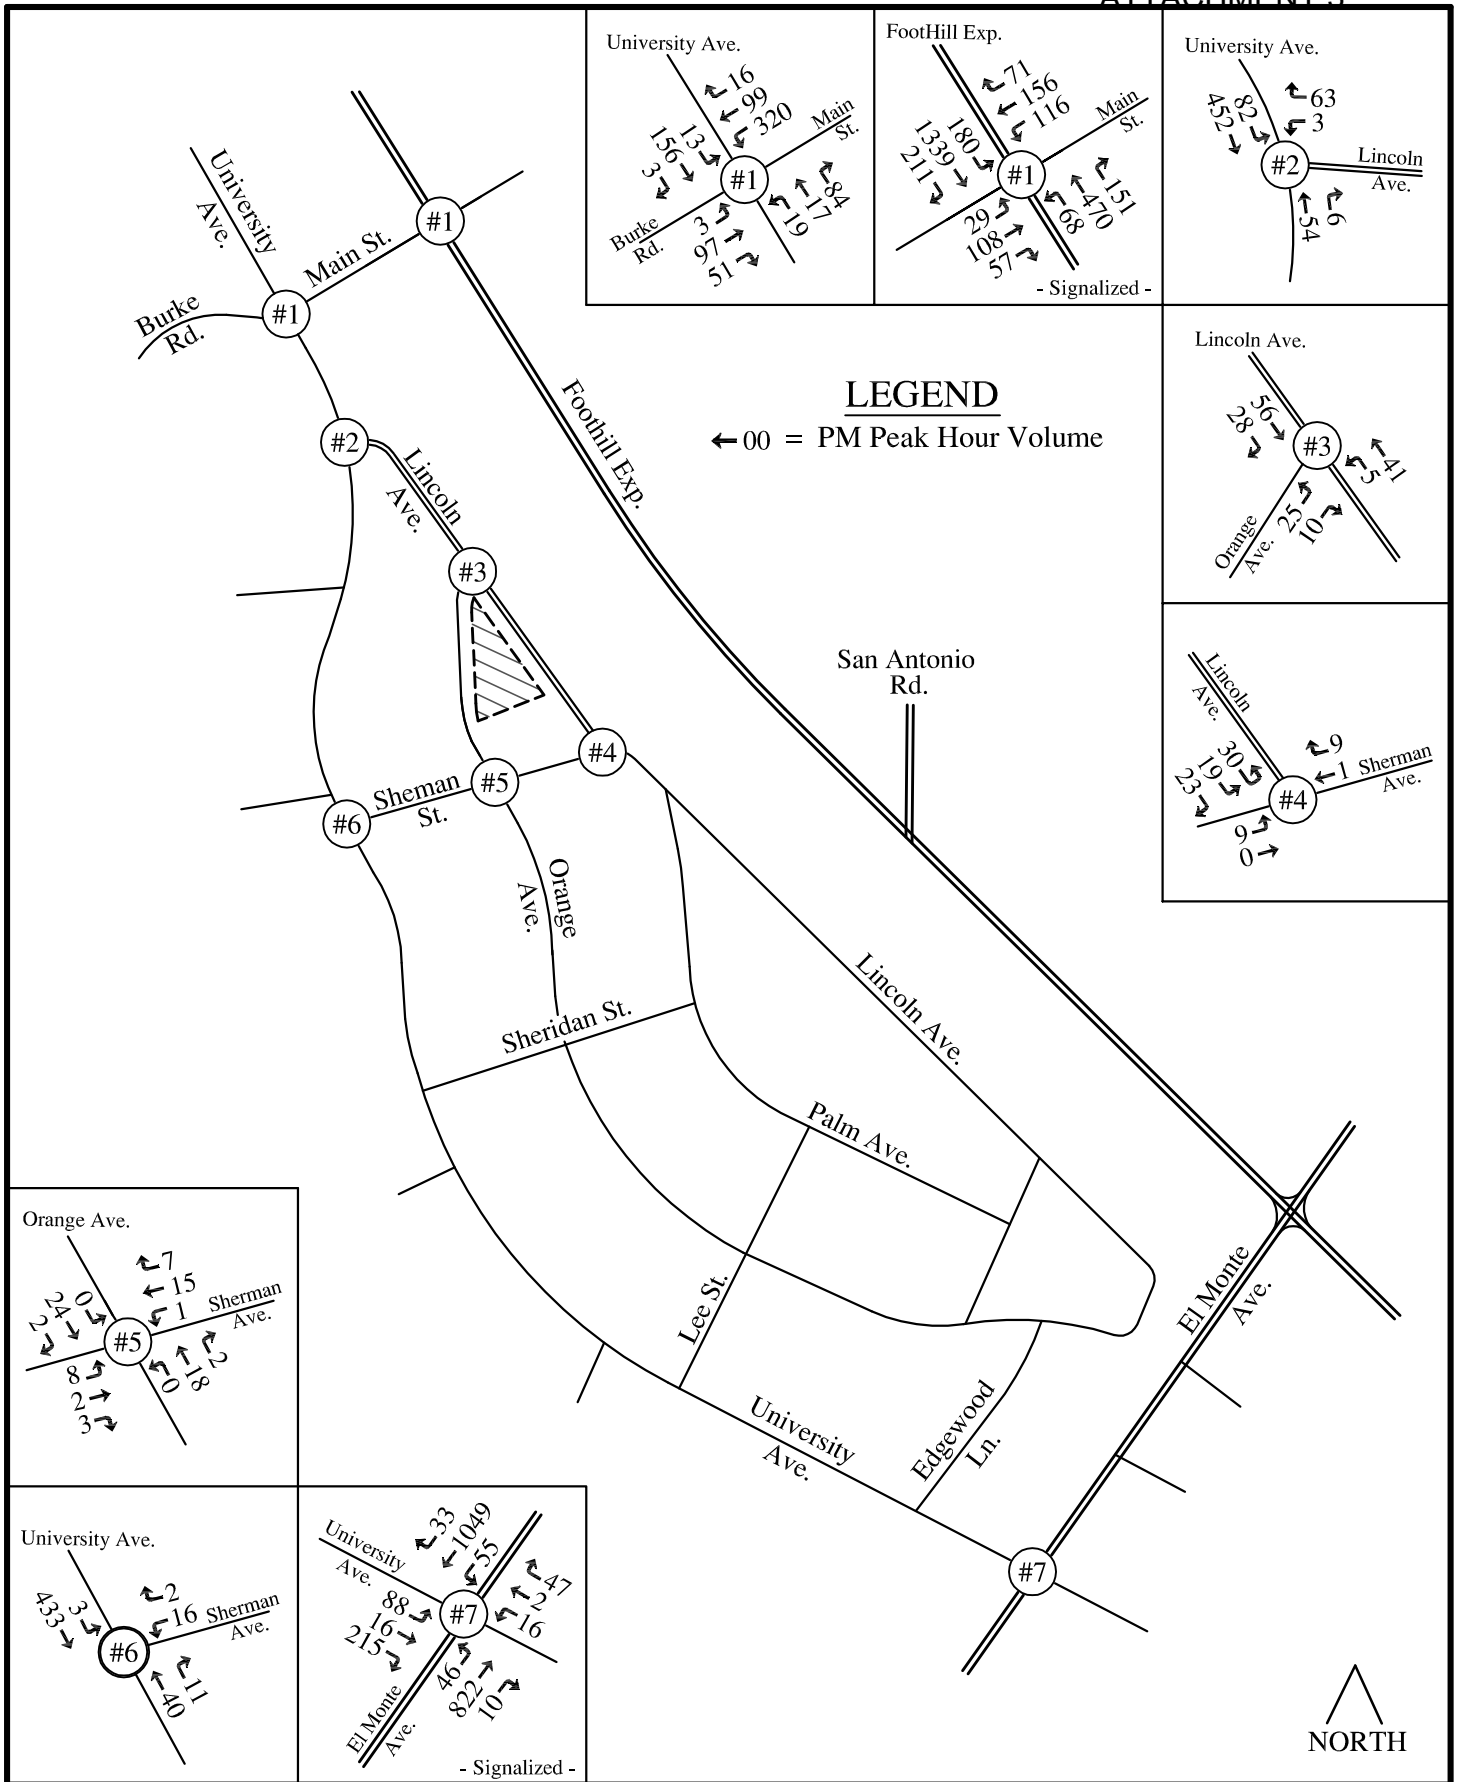 ATTACHMENT 3
University Ave.
16
99
320
Main
St.
13
156
3
#1
84
17
19
Burke
Rd.
3
97
51
FootHill Exp.
71
156
116
Main
St.
180
1339
211
#1
151
470
68
29
108
57
- Signalized -
University Ave.
82
452
63
3
#2
Lincoln
Ave.
54
6
Lincoln Ave.
56
28
#3
41
5
25
10
Orange
Ave.
Lincoln
Ave.
30
19
23
9
1
Sherman
Ave.
#4
9
0
LEGEND
00 = PM Peak Hour Volume
University
Ave.
Main St.
#1
#1
Burke
Rd.
Foothill Exp.
#2
Lincoln
Ave.
#3
San Antonio
Rd.
#4
#5
Sheman
St.
#6
Orange
Ave.
Lincoln Ave.
Sheridan St.
Palm Ave.
Lee St.
El Monte
Ave.
University
Ave.
Edgewood
Ln.
#7
Orange Ave.
7
15
1
Sherman
Ave.
0
24
2
#5
8
2
3
2
18
0
University Ave.
3
433
2
16
Sherman
Ave.
#6
11
40
University
Ave.
33
1049
55
88
16
215
#7
47
2
16
46
822
10
El Monte
Ave.
- Signalized -
NORTH